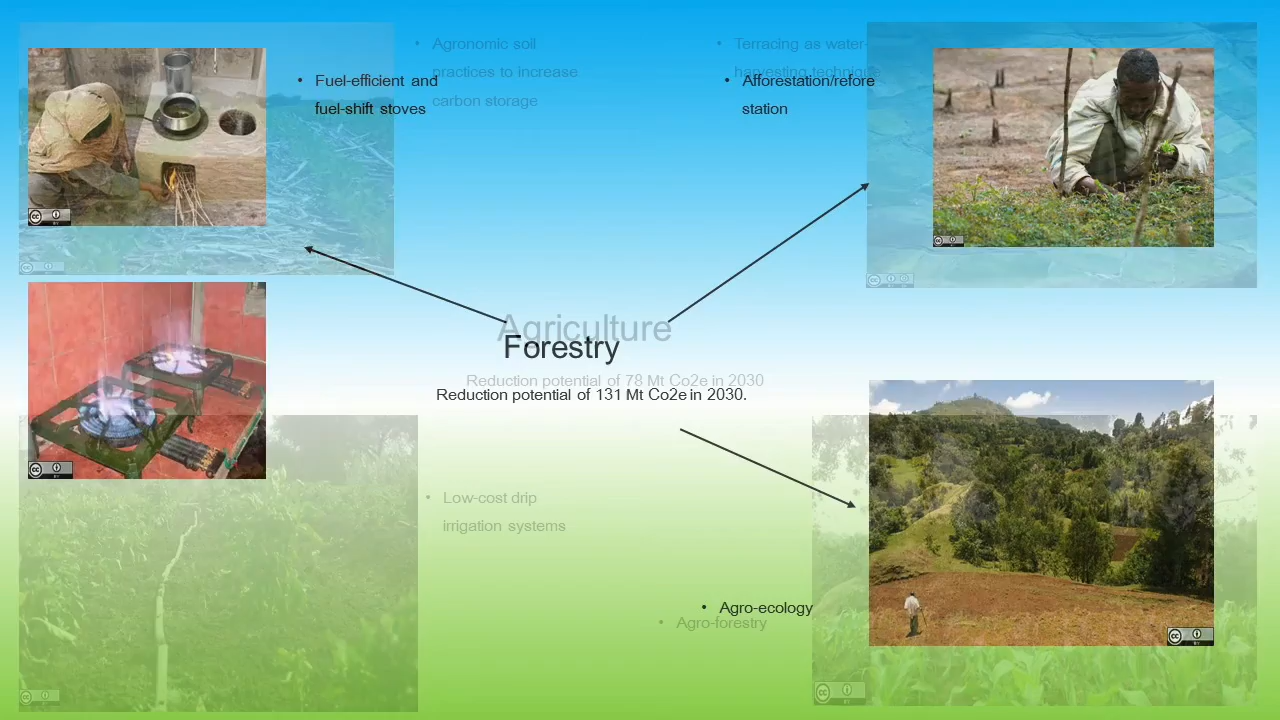 • Agronomic soil
practices to increase
carbon storage
• Terracing as water-
harvesting technique
• Fuel-efficient and
fuel-shift stoves
• Afforestation/refore
station
Agriculture
Forestry
Reduction potential of 78 Mt Co2e in 2030
Reduction potential of 131 Mt Co2e in 2030.
• Low-cost drip
irrigation systems
• Agro-ecology
• Agro-forestry